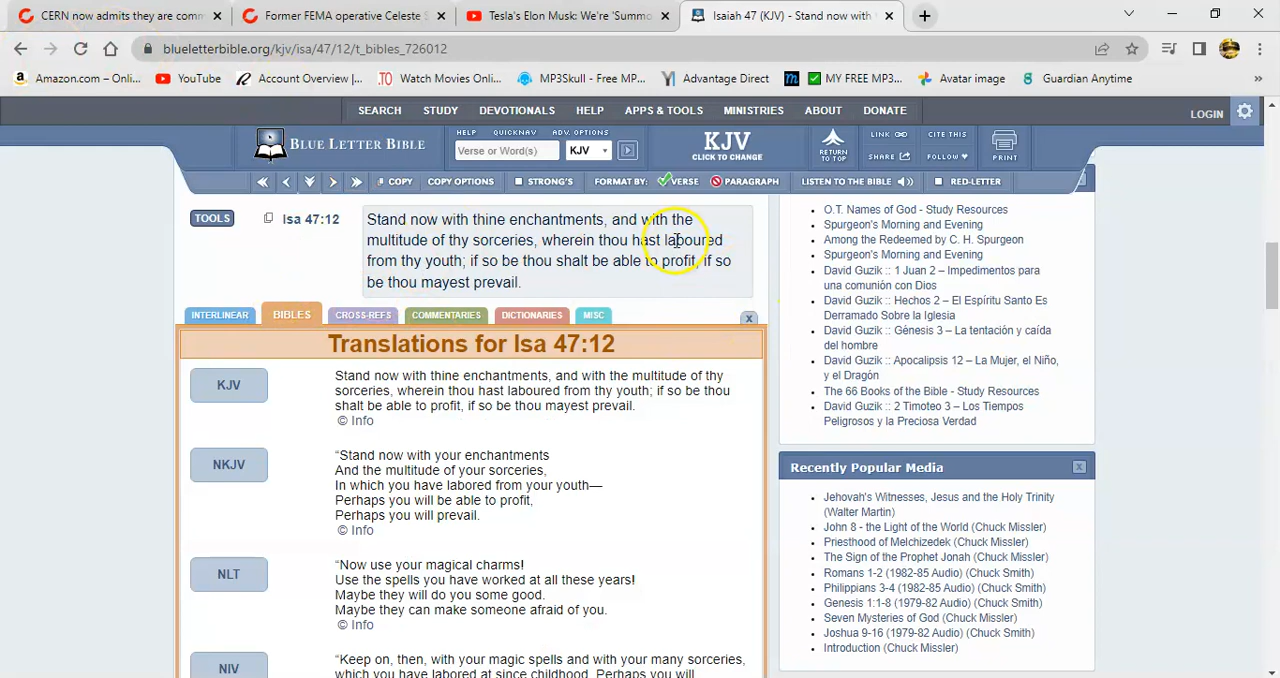 CERN now admits they are comm
Former FEMA operative Celeste S
Tesla's Elon Musk: We're 'Summo
Isaiah 47 (KJV) - Stand now with
blueletterbible.org/kjv/isa/47/12/t_bibles_726012
Amazon.com – Onli...
YouTube
Account Overview |...
TO Watch Movies Onl...
MP3Skull - Free MP...
Advantage Direct
MY FREE MP3...
Avatar image
Guardian Anytime
SEARCH
STUDY
DEVOTIONALS
HELP
APPS & TOOLS
MINISTRIES
ABOUT
DONATE
LOGIN
BLUE LETTER BIBLE
HELP
QUICKNAV
ADV. OPTIONS
Verse or Word(s)
KJV
KJV
CLICK TO CHANGE
RETURN
TO TOP
LINK
CITE THIS
SHARE
FOLLOW
PRINT
COPY
COPY OPTIONS
STRONG'S
FORMAT BY:
VERSE
PARAGRAPH
LISTEN TO THE BIBLE
RED-LETTER
TOOLS
Isa 47:12
Stand now with thine enchantments, and with the
multitude of thy sorceries, wherein thou hast laboured
from thy youth; if so be thou shalt be able to profit, if so
be thou mayest prevail.
INTERLINEAR
BIBLES
CROSS-REFS
COMMENTARIES
DICTIONARIES
MISC
x
Translations for Isa 47:12
KJV
Stand now with thine enchantments, and with the multitude of thy
sorceries, wherein thou hast laboured from thy youth; if so be thou
shalt be able to profit, if so be thou mayest prevail.
© Info
NKJV
“Stand now with your enchantments
And the multitude of your sorceries,
In which you have labored from your youth—
Perhaps you will be able to profit,
Perhaps you will prevail.
© Info
NLT
“Now use your magical charms!
Use the spells you have worked at all these years!
Maybe they will do you some good.
Maybe they can make someone afraid of you.
© Info
NIV
“Keep on, then, with your magic spells and with your many sorceries,
which you have labored at since childhood. Perhaps you will
O.T. Names of God - Study Resources
Spurgeon's Morning and Evening
Among the Redeemed by C. H. Spurgeon
Spurgeon's Morning and Evening
David Guzik :: 1 Juan 2 – Impedimentos para
una comunión con Dios
David Guzik :: Hechos 2 – El Espíritu Santo Es
Derramado Sobre la Iglesia
David Guzik :: Génesis 3 – La tentación y caída
del hombre
David Guzik :: Apocalipsis 12 – La Mujer, el Niño,
y el Dragón
The 66 Books of the Bible - Study Resources
David Guzik :: 2 Timoteo 3 – Los Tiempos
Peligrosos y la Preciosa Verdad
Recently Popular Media
x
Jehovah's Witnesses, Jesus and the Holy Trinity
(Walter Martin)
John 8 - the Light of the World (Chuck Missler)
Priesthood of Melchizedek (Chuck Missler)
The Sign of the Prophet Jonah (Chuck Missler)
Romans 1-2 (1982-85 Audio) (Chuck Smith)
Philippians 3-4 (1982-85 Audio) (Chuck Smith)
Genesis 1:1-8 (1979-82 Audio) (Chuck Smith)
Seven Mysteries of God (Chuck Missler)
Joshua 9-16 (1979-82 Audio) (Chuck Smith)
Introduction (Chuck Missler)